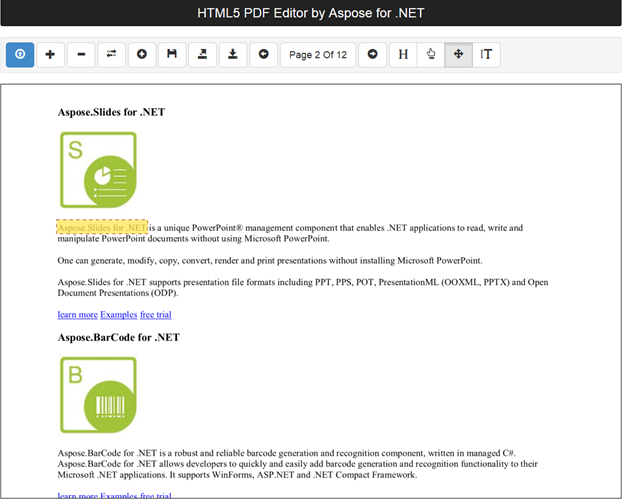 HTML5 PDF Editor by Aspose for .NET
Page 2 Of 12
H
T
Aspose.Slides for .NET
S
Aspose.Slides for .NET is a unique PowerPoint® management component that enables .NET applications to read, write and
manipulate PowerPoint documents without using Microsoft PowerPoint.
One can generate, modify, copy, convert, render and print presentations without installing Microsoft PowerPoint.
Aspose.Slides for .NET supports presentation file formats including PPT, PPS, POT, PresentationML (OOXML, PPTX) and Open
Document Presentations (ODP).
learn more Examples free trial
Aspose.BarCode for .NET
B
Aspose.BarCode for .NET is a robust and reliable barcode generation and recognition component, written in managed C#.
Aspose.BarCode for .NET allows developers to quickly and easily add barcode generation and recognition functionality to their
Microsoft .NET applications. It supports WinForms, ASP.NET and .NET Compact Framework.
learn more Examples free trial